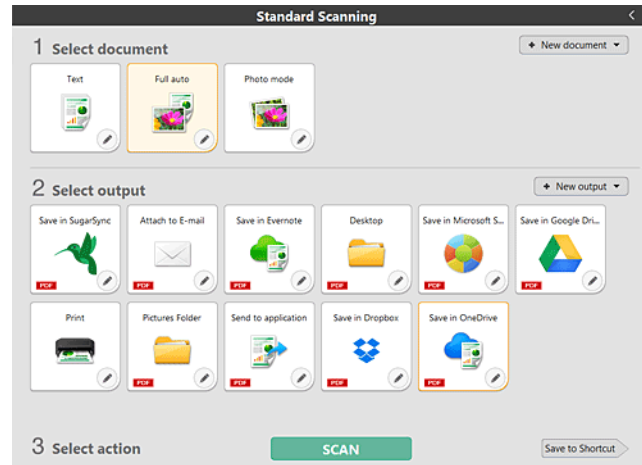 Standard Scanning
1 Select document
+ New document
Text
Full auto
Photo mode
2 Select output
+ New output
Save in SugarSync
Attach to E-mail
Save in Evernote
Desktop
Save in Microsoft S...
Save in Google Dri...
PDF
PDF
PDF
PDF
PDF
PDF
Print
Pictures Folder
Send to application
Save in Dropbox
Save in OneDrive
PDF
PDF
PDF
PDF
3 Select action
SCAN
Save to Shortcut